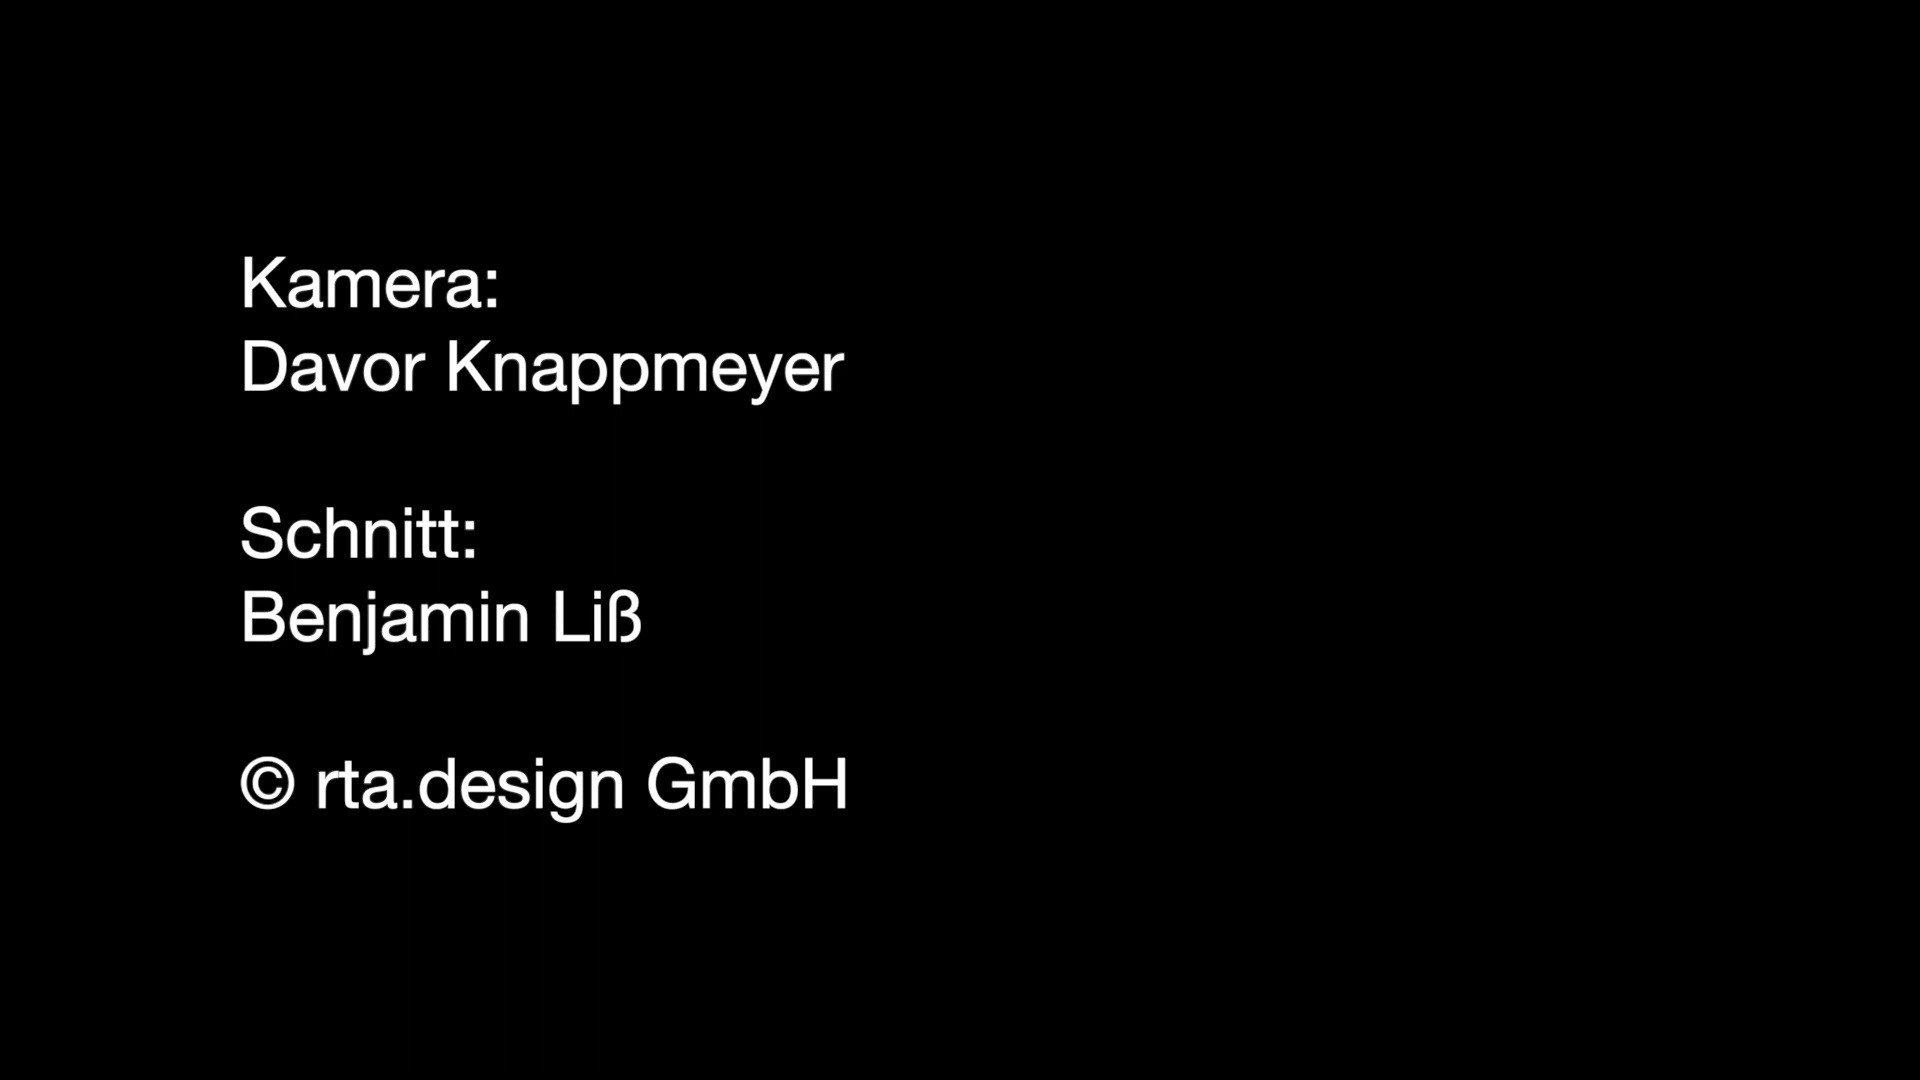 Kamera:
Davor Knappmeyer
Schnitt:
Benjamin Liß
© rta.design GmbH